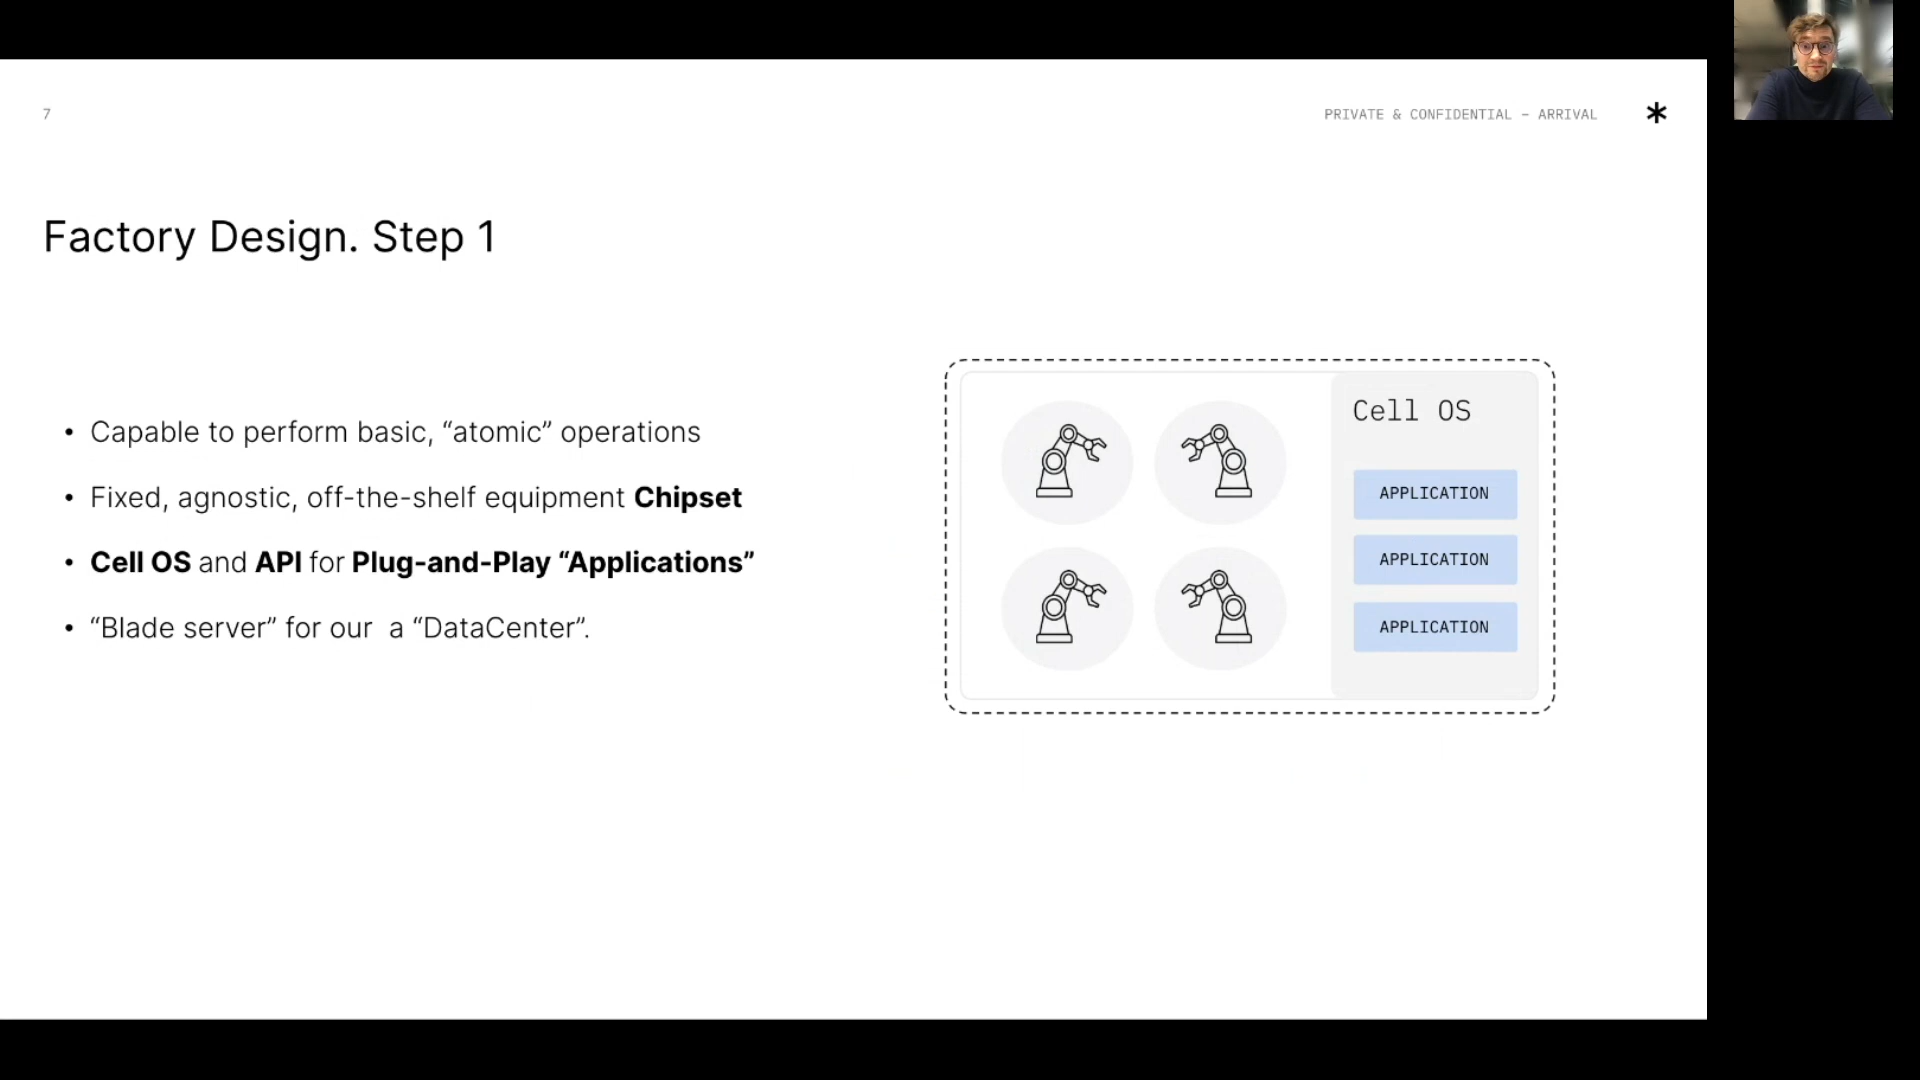 7
PRIVATE & CONFIDENTIAL – ARRIVAL
Factory Design. Step 1
• Capable to perform basic, “atomic” operations
• Fixed, agnostic, off-the-shelf equipment Chipset
• Cell OS and API for Plug-and-Play “Applications”
• “Blade server” for our  a “DataCenter”.
Cell OS
APPLICATION
APPLICATION
APPLICATION